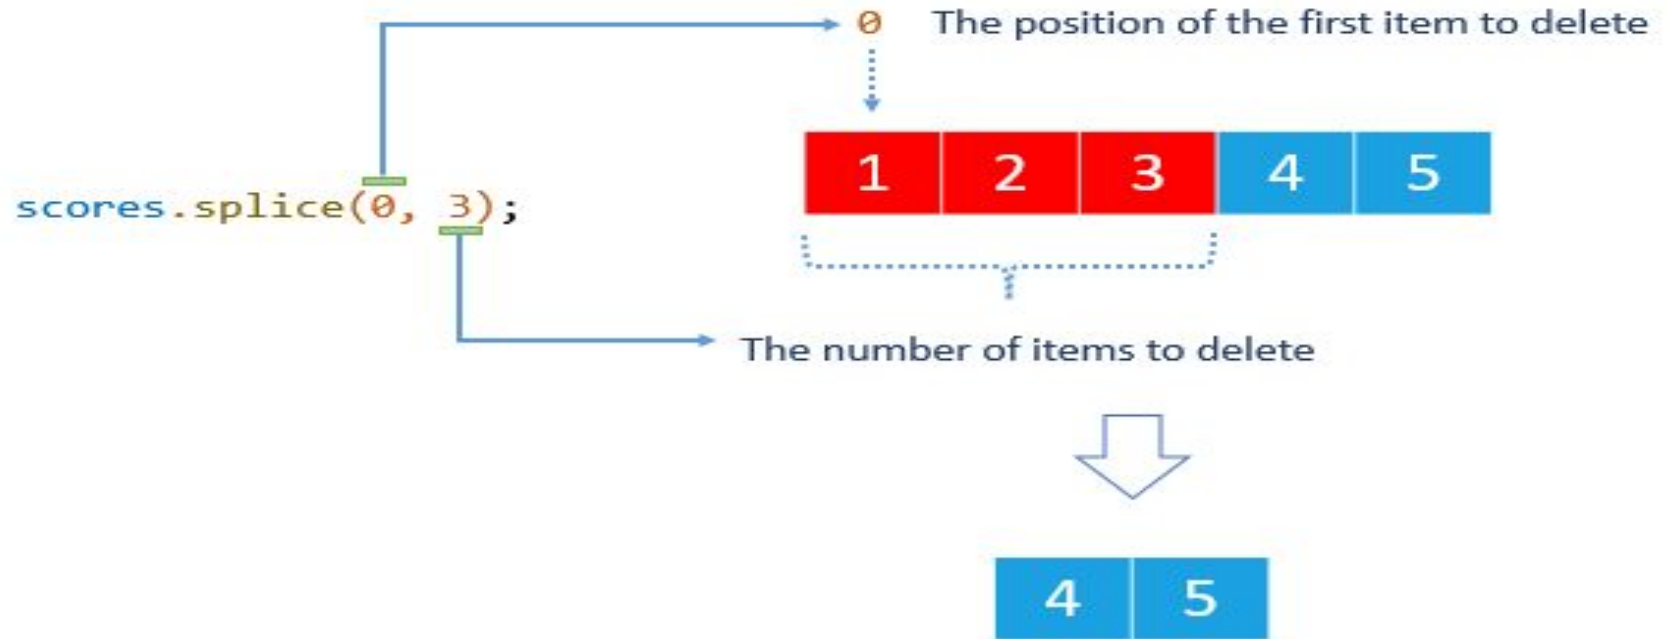 0 The position of the first item to delete
1 2 3 4 5
scores.splice(0, 3);
The number of items to delete
4 5